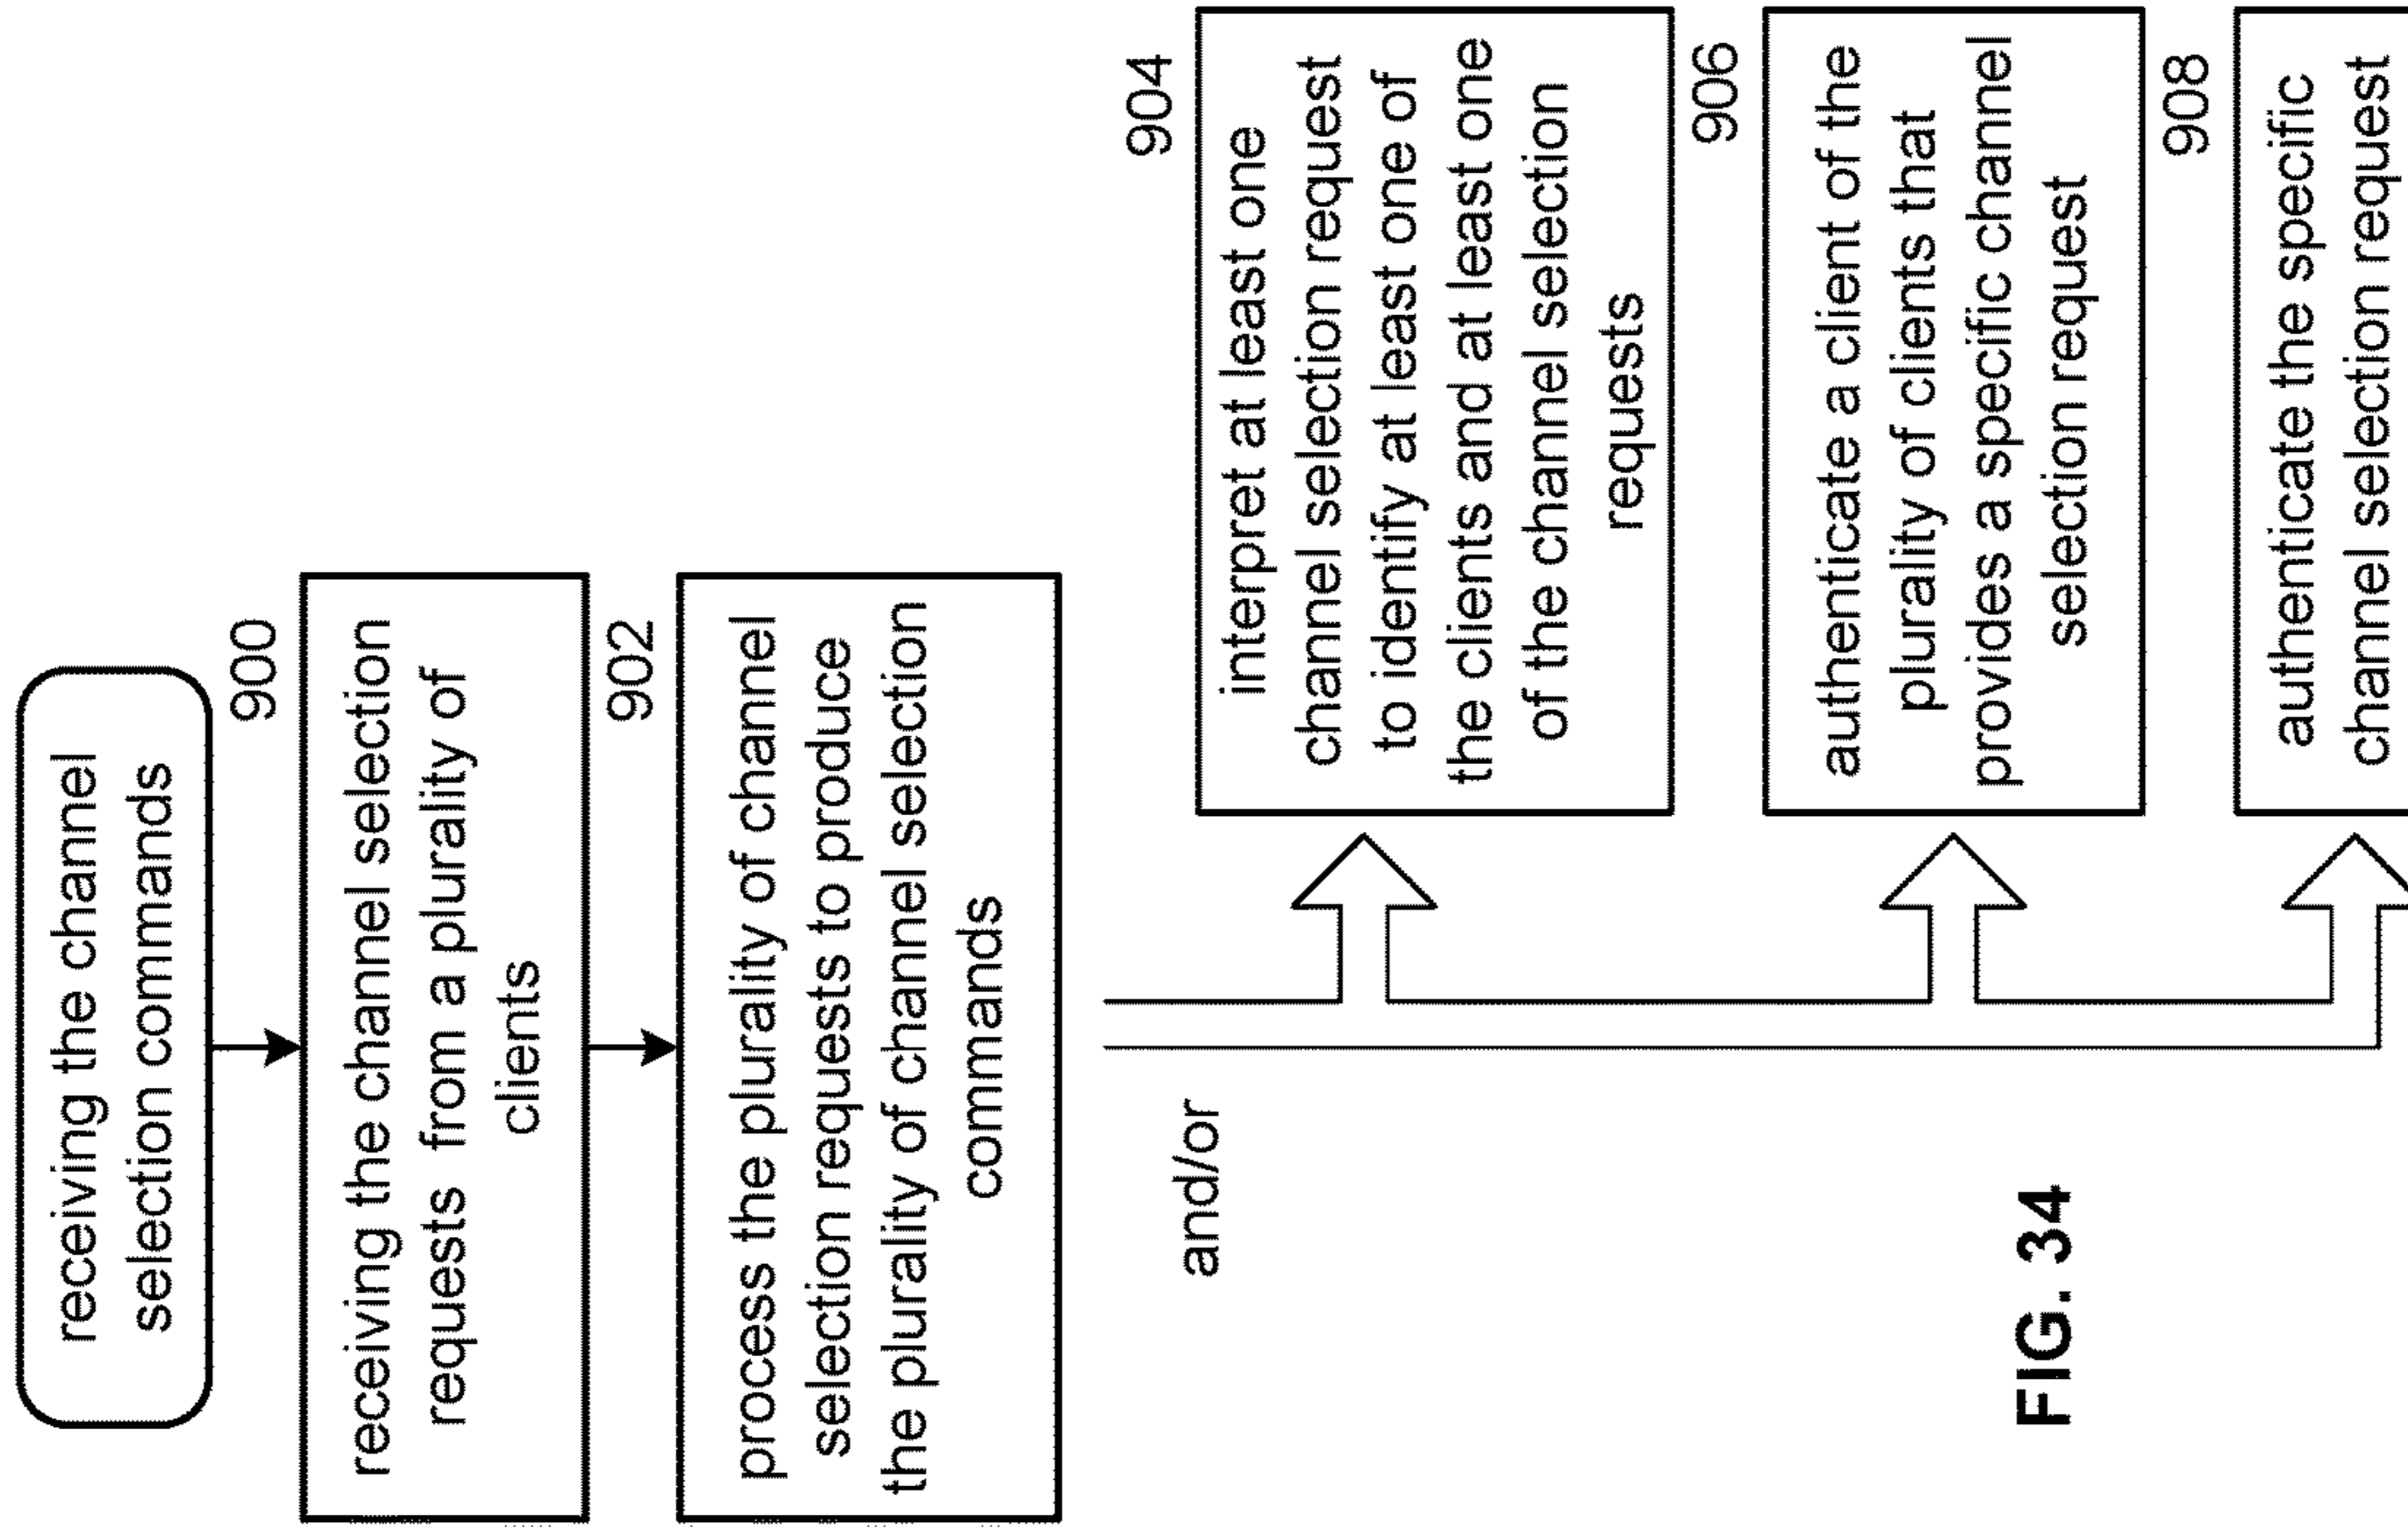 receiving the channel
selection commands
900
receiving the channel selection
requests from a plurality of
clients
902
process the plurality of channel
selection requests to produce
the plurality of channel selection
commands
and/or
904
interpret at least one
channel selection request
to identify at least one of
the clients and at least one
of the channel selection
requests
906
authenticate a client of the
plurality of clients that
provides a specific channel
selection request
908
authenticate the specific
channel selection request
FIG. 34